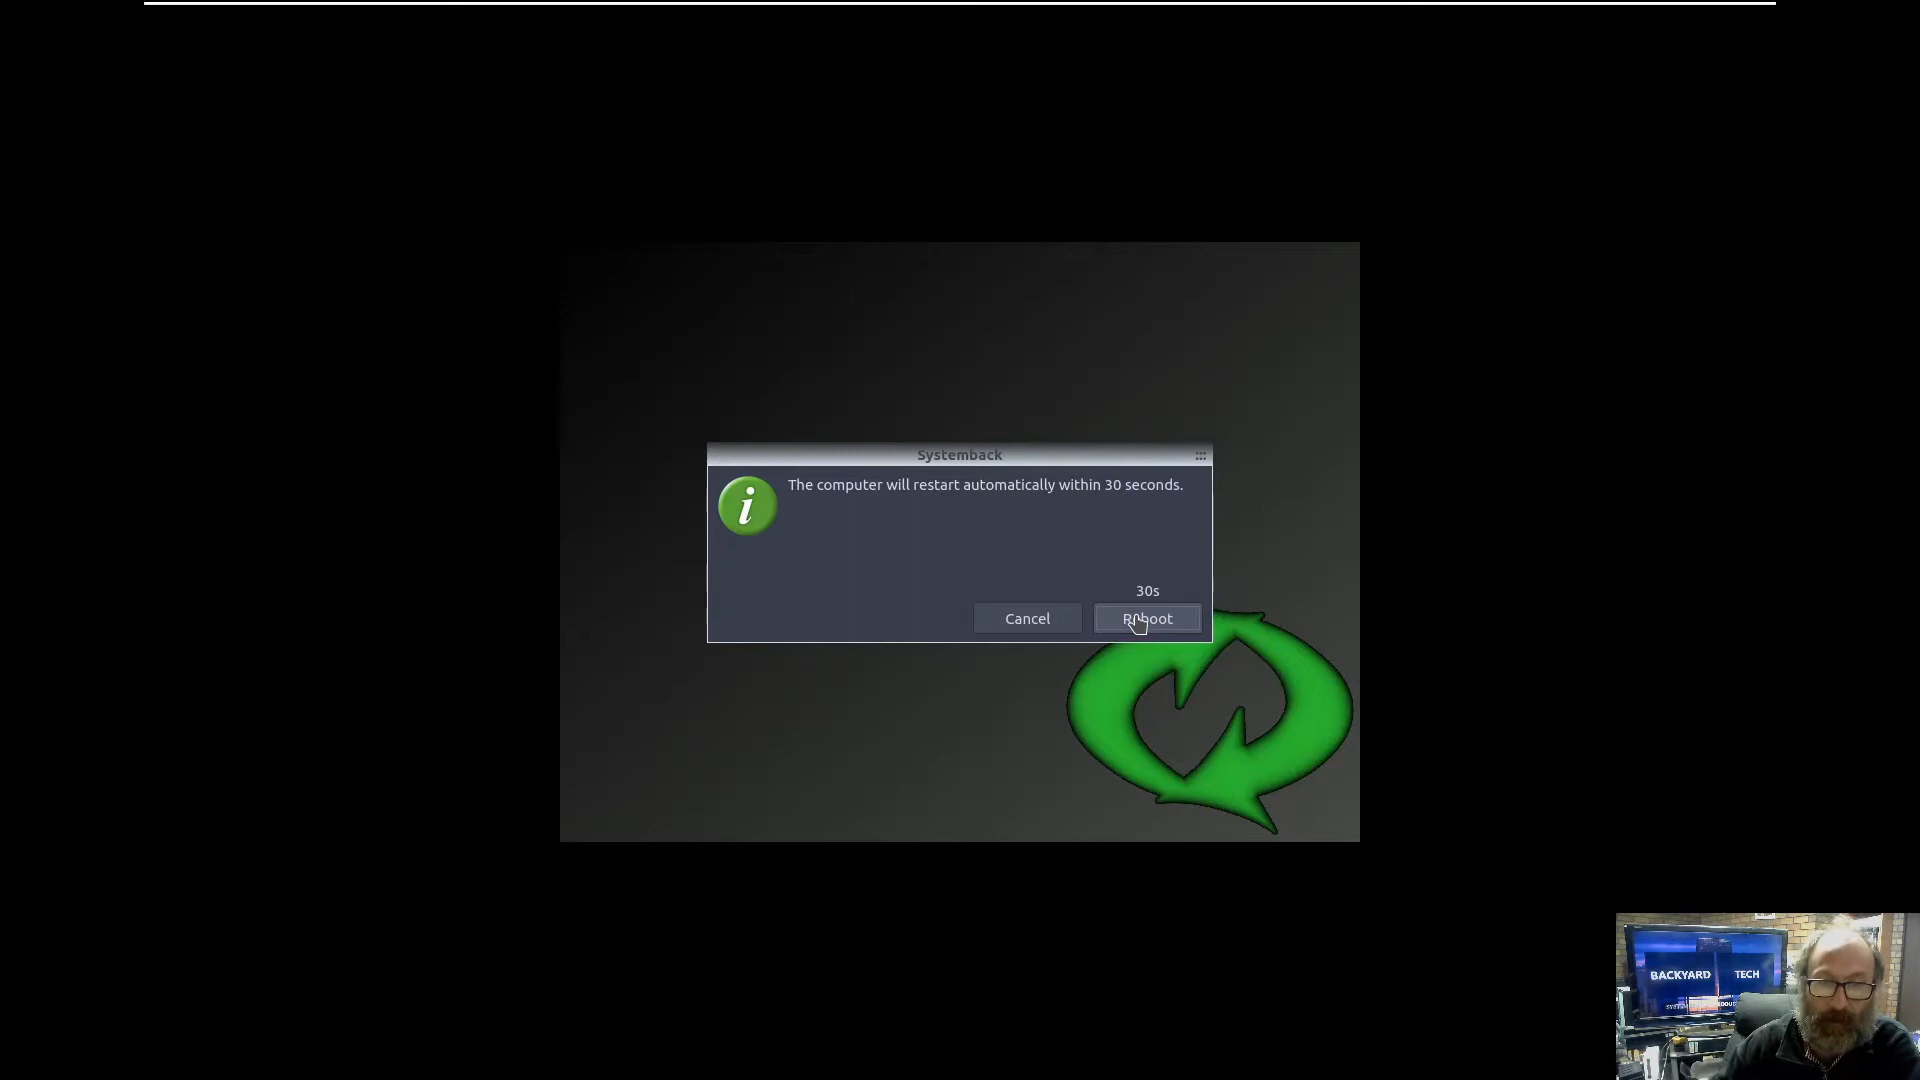 Systemback
i
The computer will restart automatically within 30 seconds.
30s
Cancel
Reboot
BACKYARD TECH